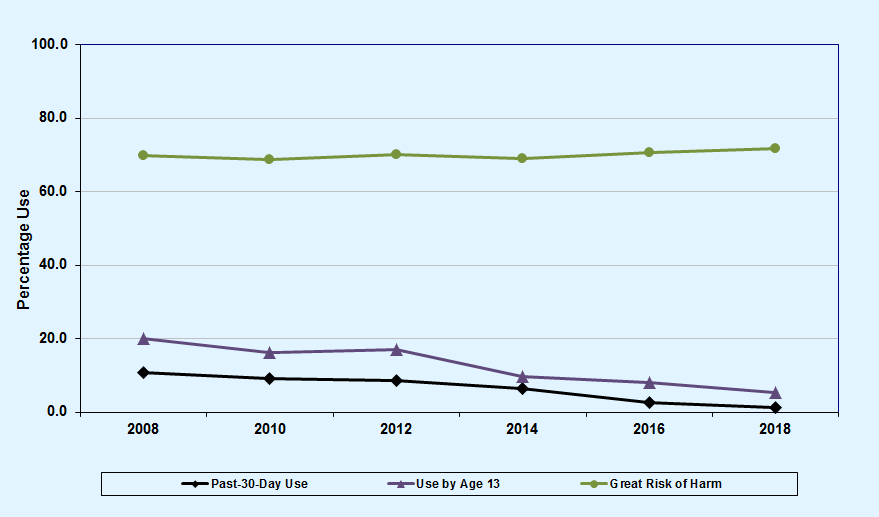 100.0
80.0
60.0
40.0
20.0
0.0
Percentage Use
2008 2010 2012 2014 2016 2018
Past-30-Day Use Use by Age 13 Great Risk of Harm